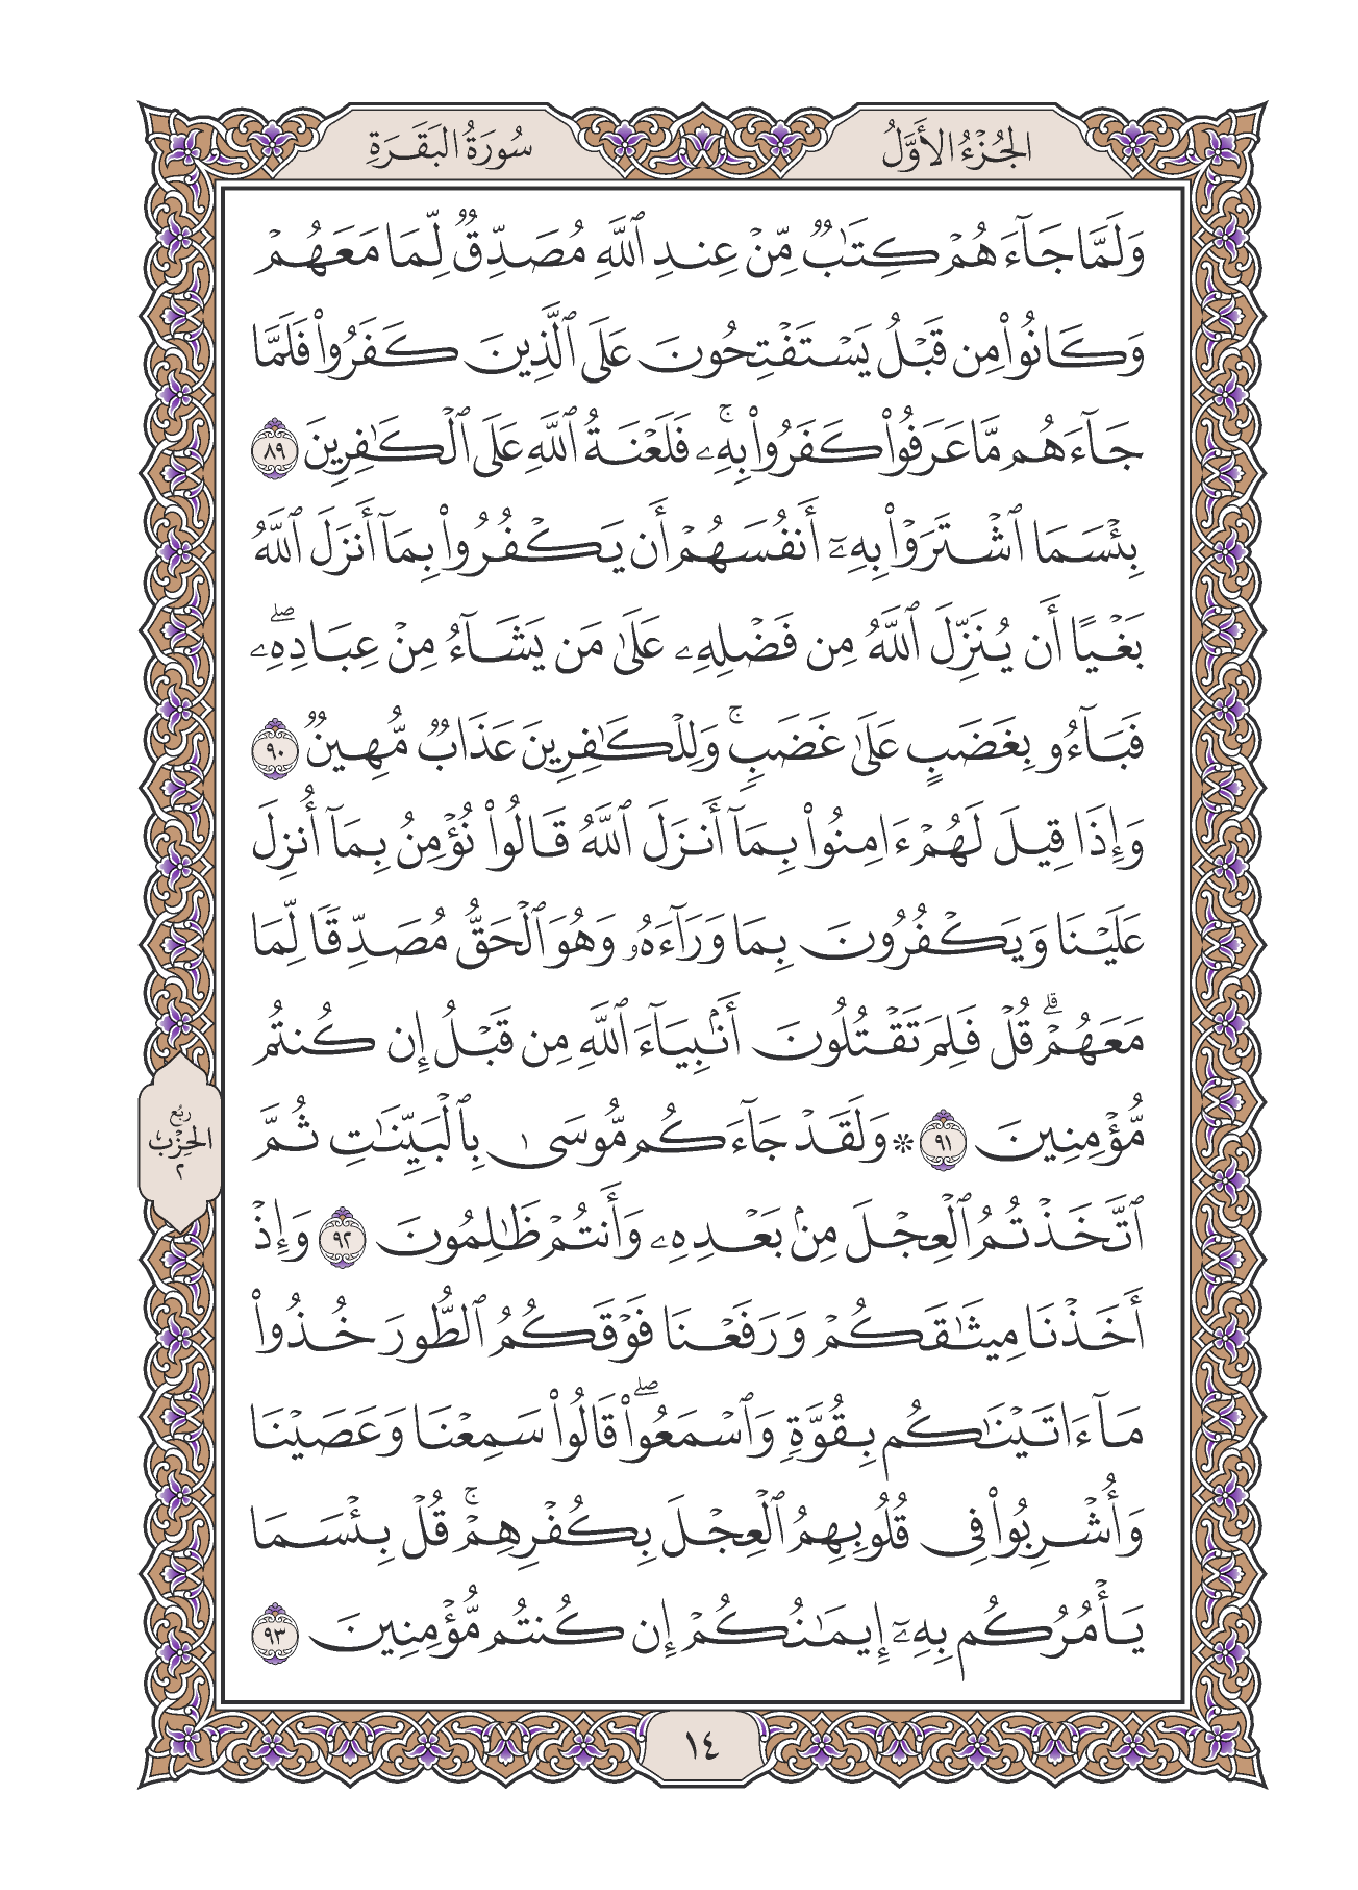 الجُزْءُ الأَوَّلُ
سُورَةُ البَقَرَةِ
وَلَمَّا جَآءَهُمْ كِتَٰبٌ مِّنْ عِندِ ٱللَّهِ مُصَدِّقٌ لِّمَا مَعَهُمْ
وَكَانُوا۟ مِن قَبْلُ يَسْتَفْتِحُونَ عَلَى ٱلَّذِينَ كَفَرُوا۟ فَلَمَّا
جَآءَهُم مَّا عَرَفُوا۟ كَفَرُوا۟ بِهِۦ ۚ فَلَعْنَةُ ٱللَّهِ عَلَى ٱلْكَٰفِرِينَ ٨٩
بِئْسَمَا ٱشْتَرَوْا۟ بِهِۦٓ أَنفُسَهُمْ أَن يَكْفُرُوا۟ بِمَآ أَنزَلَ ٱللَّهُ
بَغْيًا أَن يُنَزِّلَ ٱللَّهُ مِن فَضْلِهِۦ عَلَىٰ مَن يَشَآءُ مِنْ عِبَادِهِۦ ۖ
فَبَآءُو بِغَضَبٍ عَلَىٰ غَضَبٍ ۚ وَلِلْكَٰفِرِينَ عَذَابٌ مُّهِينٌ ٩٠
وَإِذَا قِيلَ لَهُمْ ءَامِنُوا۟ بِمَآ أَنزَلَ ٱللَّهُ قَالُوا۟ نُؤْمِنُ بِمَآ أُنزِلَ
عَلَيْنَا وَيَكْفُرُونَ بِمَا وَرَآءَهُۥ وَهُوَ ٱلْحَقُّ مُصَدِّقًا لِّمَا
مَعَهُمْ ۗ قُلْ فَلِمَ تَقْتُلُونَ أَنۢبِيَآءَ ٱللَّهِ مِن قَبْلُ إِن كُنتُم
مُّؤْمِنِينَ ٩١ ۞ وَلَقَدْ جَآءَكُم مُّوسَىٰ بِٱلْبَيِّنَٰتِ ثُمَّ
ٱتَّخَذْتُمُ ٱلْعِجْلَ مِنۢ بَعْدِهِۦ وَأَنتُمْ ظَٰلِمُونَ ٩٢ وَإِذْ
أَخَذْنَا مِيثَٰقَكُمْ وَرَفَعْنَا فَوْقَكُمُ ٱلطُّورَ خُذُوا۟
مَآ ءَاتَيْنَٰكُم بِقُوَّةٍ وَٱسْمَعُوا۟ ۖ قَالُوا۟ سَمِعْنَا وَعَصَيْنَا
وَأُشْرِبُوا۟ فِى قُلُوبِهِمُ ٱلْعِجْلَ بِكُفْرِهِمْ ۚ قُلْ بِئْسَمَا
يَأْمُرُكُم بِهِۦٓ إِيمَٰنُكُمْ إِن كُنتُم مُّؤْمِنِينَ ٩٣
رُبُع
الحِزْب
٢
١٤